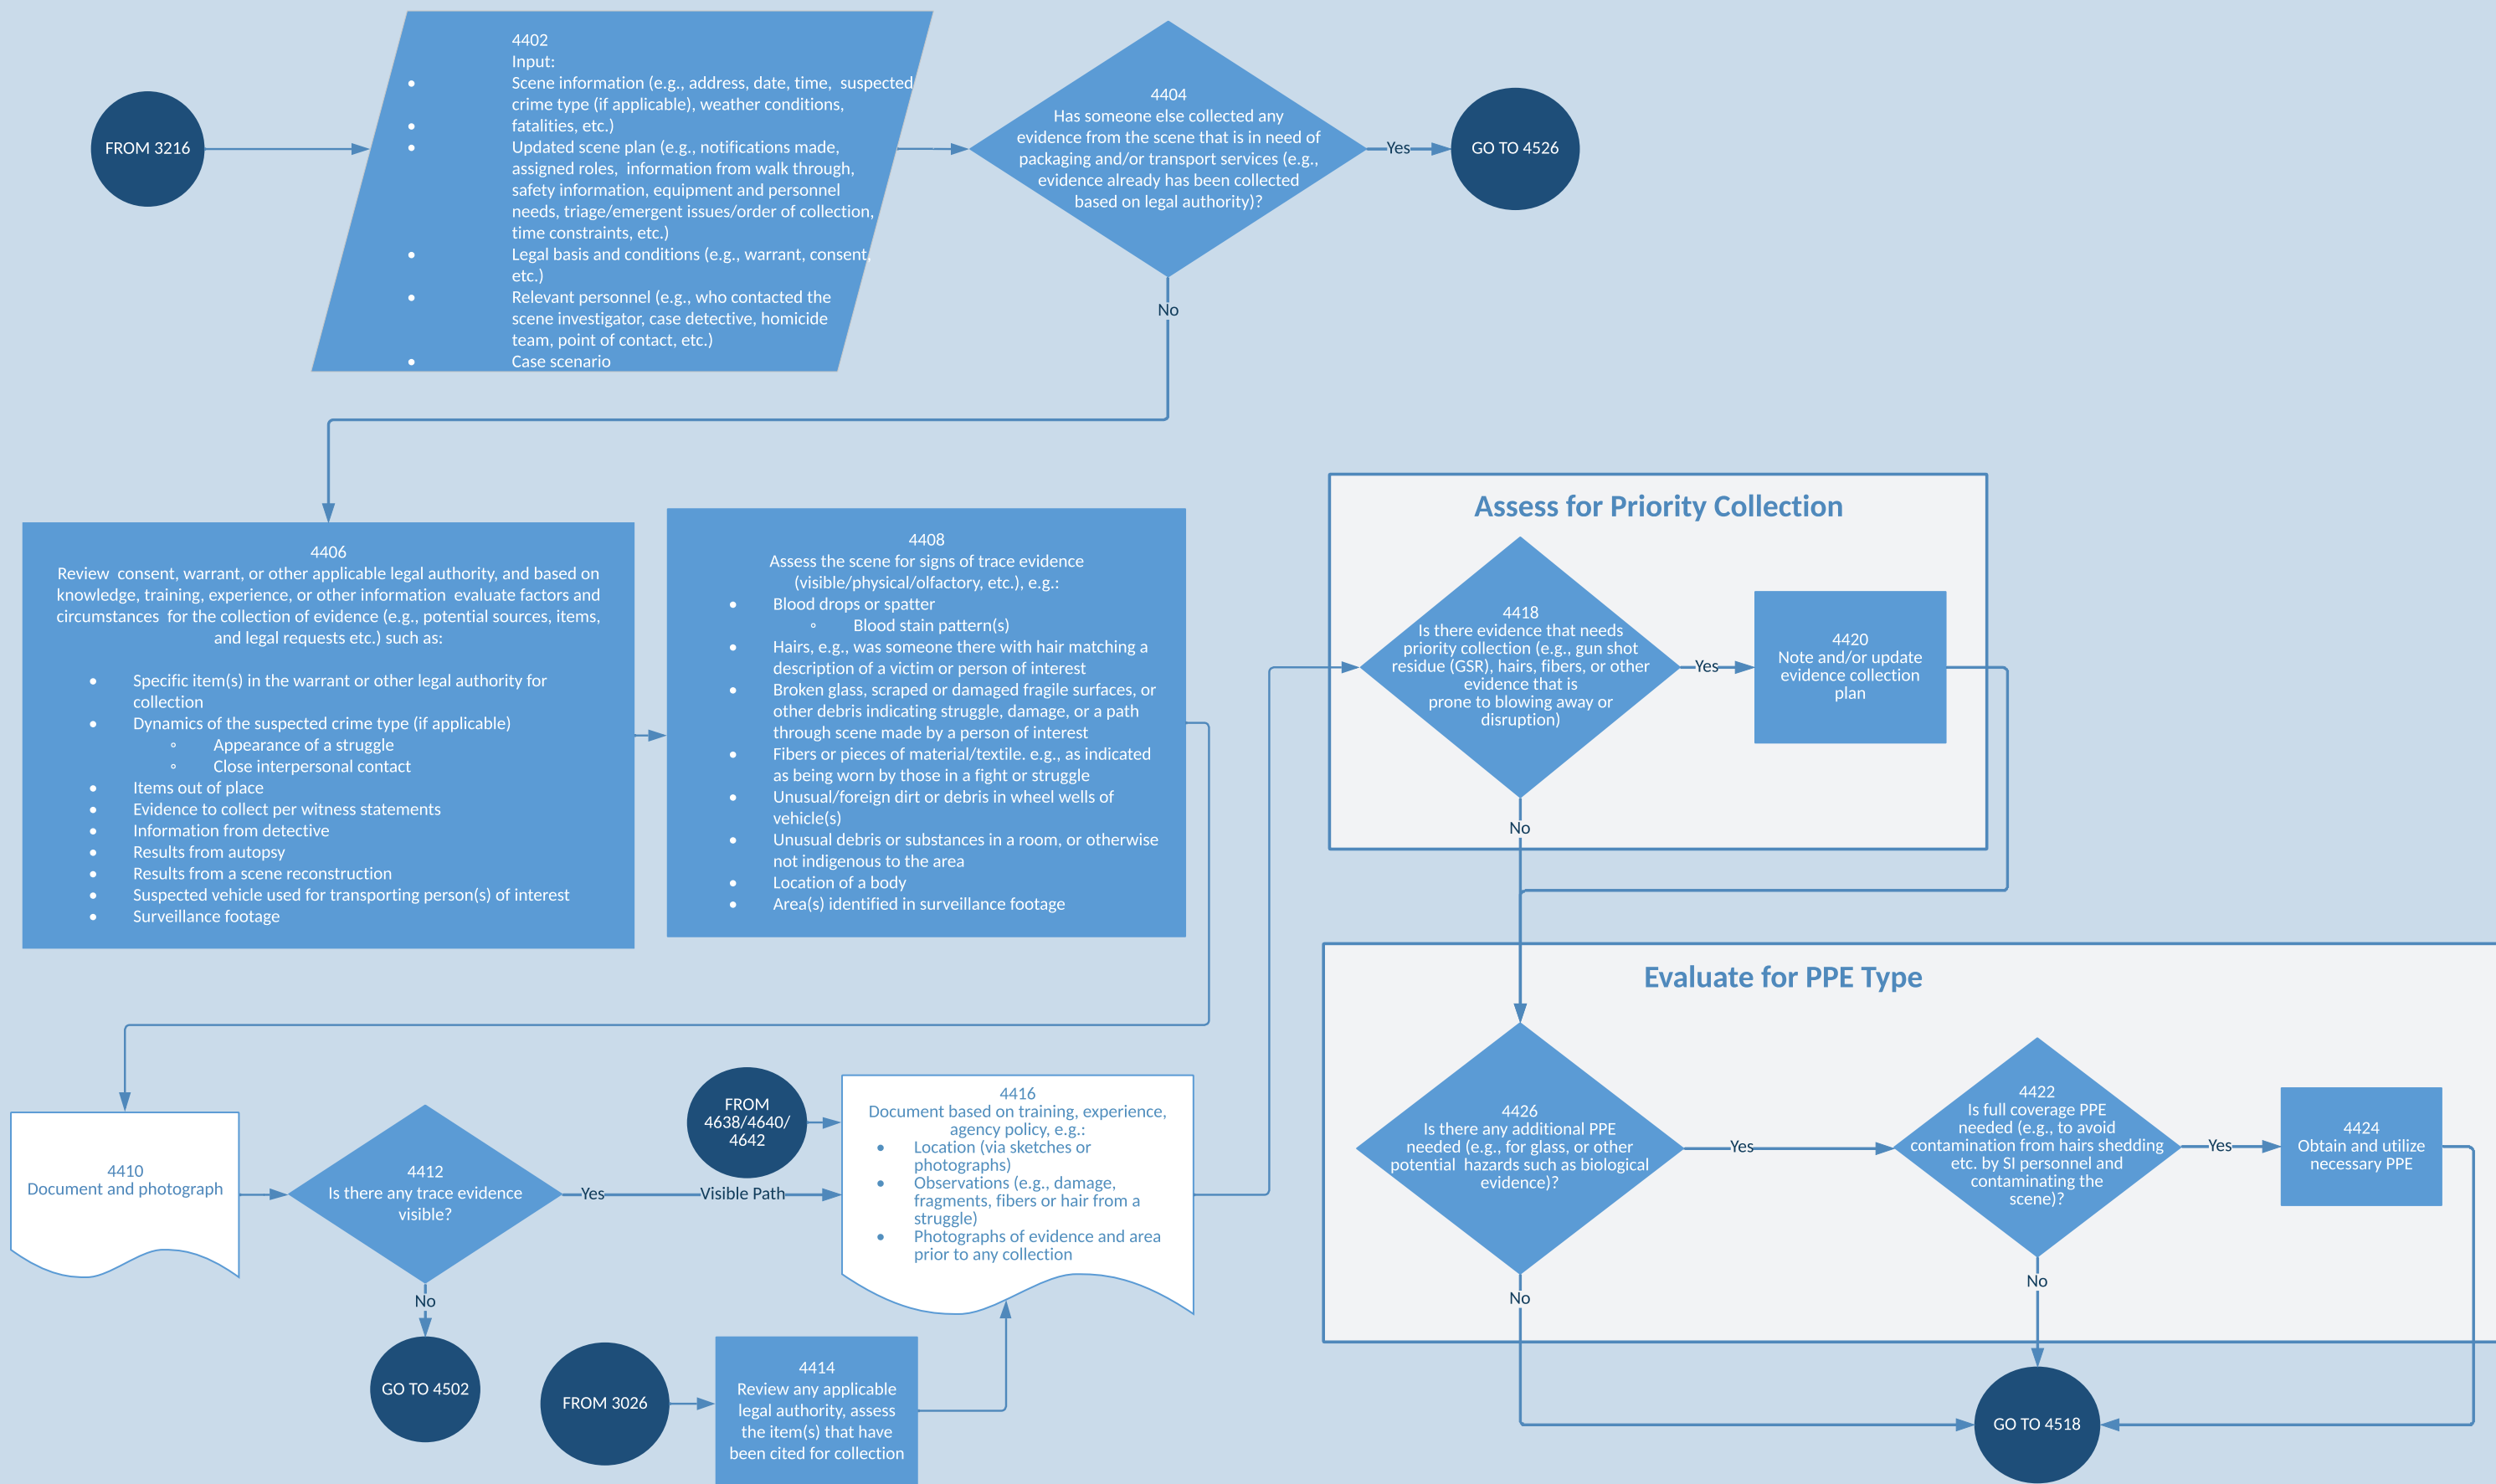 FROM 3216
4402
Input:
• Scene information (e.g., address, date, time,  suspected
crime type (if applicable), weather conditions,
• fatalities, etc.)
• Updated scene plan (e.g., notifications made,
assigned roles,  information from walk through,
safety information, equipment and personnel
needs, triage/emergent issues/order of collection,
time constraints, etc.)
• Legal basis and conditions (e.g., warrant, consent,
etc.)
• Relevant personnel (e.g., who contacted the
scene investigator, case detective, homicide
team, point of contact, etc.)
• Case scenario
4404
Has someone else collected any
evidence from the scene that is in need of
packaging and/or transport services (e.g.,
evidence already has been collected
based on legal authority)?
Yes
GO TO 4526
No
4406
Review  consent, warrant, or other applicable legal authority, and based on
knowledge, training, experience, or other information  evaluate factors and
circumstances  for the collection of evidence (e.g., potential sources, items,
and legal requests etc.) such as:
• Specific item(s) in the warrant or other legal authority for
collection
• Dynamics of the suspected crime type (if applicable)
◦ Appearance of a struggle
◦ Close interpersonal contact
• Items out of place
• Evidence to collect per witness statements
• Information from detective
• Results from autopsy
• Results from a scene reconstruction
• Suspected vehicle used for transporting person(s) of interest
• Surveillance footage
4408
Assess the scene for signs of trace evidence
(visible/physical/olfactory, etc.), e.g.:
• Blood drops or spatter
◦ Blood stain pattern(s)
• Hairs, e.g., was someone there with hair matching a
description of a victim or person of interest
• Broken glass, scraped or damaged fragile surfaces, or
other debris indicating struggle, damage, or a path
through scene made by a person of interest
• Fibers or pieces of material/textile. e.g., as indicated
as being worn by those in a fight or struggle
• Unusual/foreign dirt or debris in wheel wells of
vehicle(s)
• Unusual debris or substances in a room, or otherwise
not indigenous to the area
• Location of a body
• Area(s) identified in surveillance footage
Assess for Priority Collection
4418
Is there evidence that needs
priority collection (e.g., gun shot
residue (GSR), hairs, fibers, or other
evidence that is
prone to blowing away or
disruption)
Yes
4420
Note and/or update
evidence collection
plan
No
4410
Document and photograph
4412
Is there any trace evidence
visible?
Yes
Visible Path
No
GO TO 4502
FROM
4638/4640/
4642
4416
Document based on training, experience,
agency policy, e.g.:
• Location (via sketches or
photographs)
• Observations (e.g., damage,
fragments, fibers or hair from a
struggle)
• Photographs of evidence and area
prior to any collection
FROM 3026
4414
Review any applicable
legal authority, assess
the item(s) that have
been cited for collection
Evaluate for PPE Type
4426
Is there any additional PPE
needed (e.g., for glass, or other
potential  hazards such as biological
evidence)?
Yes
No
4422
Is full coverage PPE
needed (e.g., to avoid
contamination from hairs shedding
etc. by SI personnel and
contaminating the
scene)?
Yes
No
4424
Obtain and utilize
necessary PPE
GO TO 4518